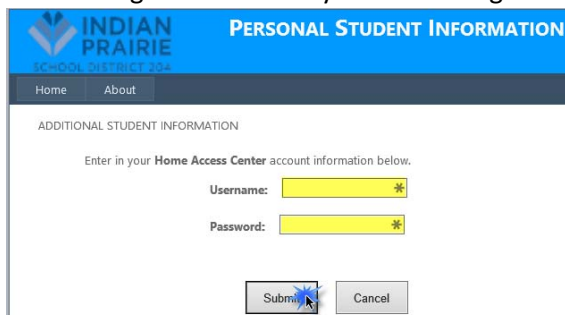 INDIAN
PRAIRIE
SCHOOL DISTRICT 204
PERSONAL STUDENT INFORMATION
Home About
ADDITIONAL STUDENT INFORMATION
Enter in your Home Access Center account information below.
Username: *
Password: *
Submit Cancel